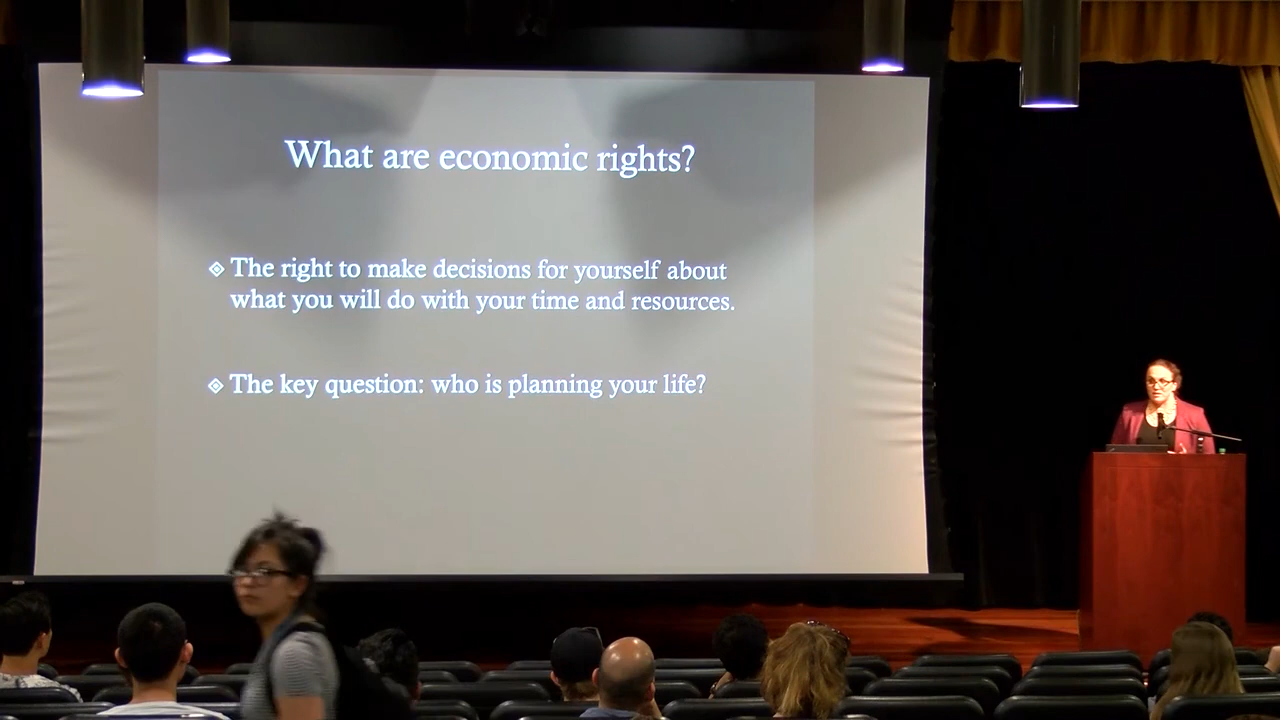 What are economic rights?
The right to make decisions for yourself about
what you will do with your time and resources.
The key question: who is planning your life?